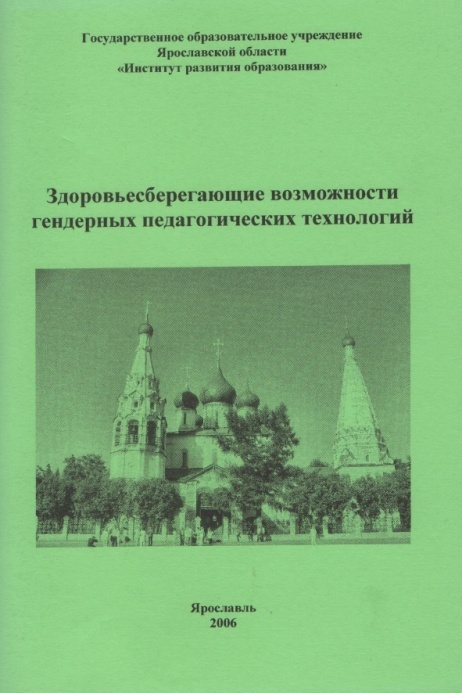 Государственное образовательное учреждение
Ярославской области
«Институт развития образования»
Здоровьесберегающие возможности
гендерных педагогических технологий
Ярославль
2006